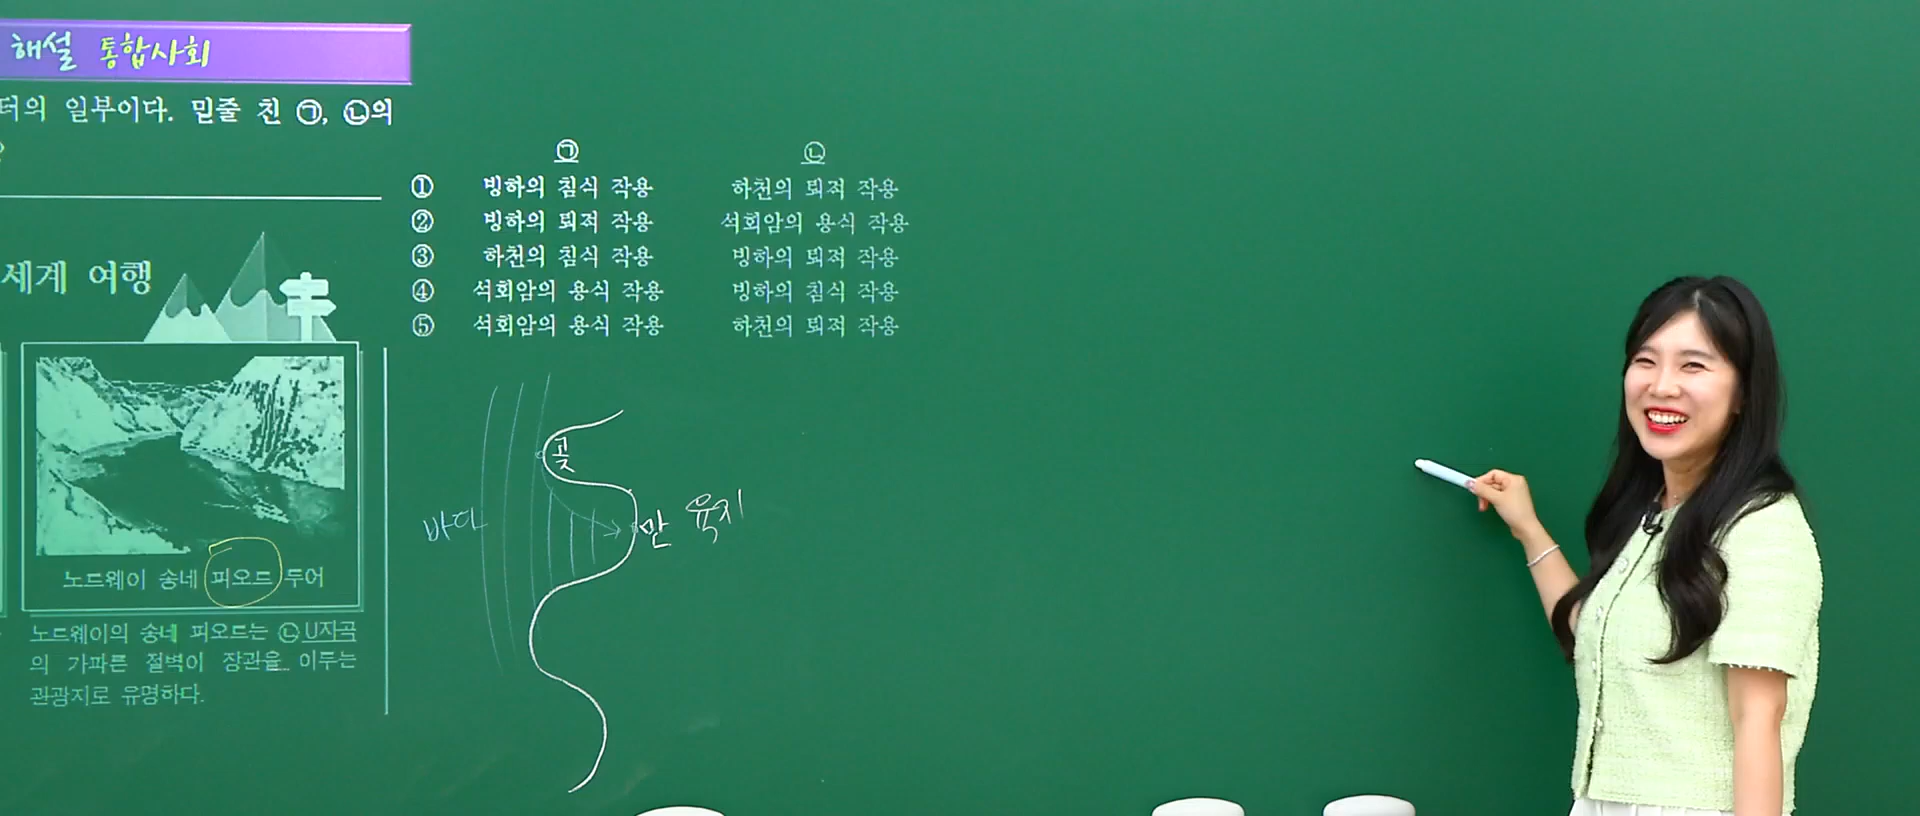 해설 통합사회
터의 일부이다. 밑줄 친 ㉠, ㉡의
?
㉠ ㉡
① 빙하의 침식 작용 하천의 퇴적 작용
② 빙하의 퇴적 작용 석회암의 용식 작용
③ 하천의 침식 작용 빙하의 퇴적 작용
④ 석회암의 용식 작용 빙하의 침식 작용
⑤ 석회암의 용식 작용 하천의 퇴적 작용
세계 여행
노르웨이 송네 피오르 투어
노르웨이의 송네 피오르는 ㉡ U자곡
의 가파른 절벽이 장관을 이루는
관광지로 유명하다.
곶
바다
만 육지